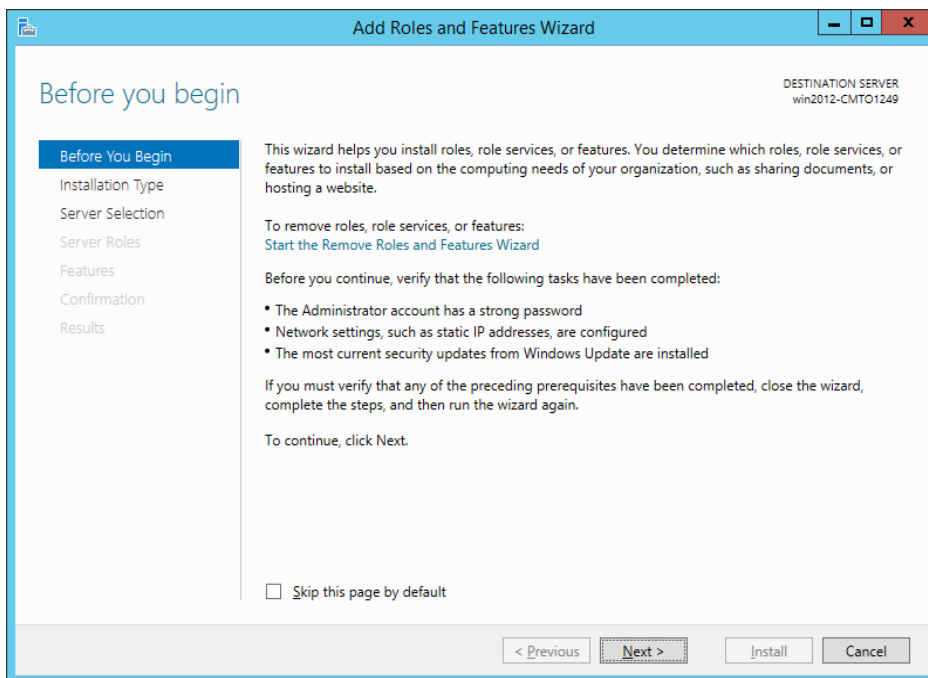 Add Roles and Features Wizard
Before you begin
DESTINATION SERVER
win2012-CMTO1249
Before You Begin
Installation Type
Server Selection
Server Roles
Features
Confirmation
Results
This wizard helps you install roles, role services, or features. You determine which roles, role services, or
features to install based on the computing needs of your organization, such as sharing documents, or
hosting a website.
To remove roles, role services, or features:
Start the Remove Roles and Features Wizard
Before you continue, verify that the following tasks have been completed:
• The Administrator account has a strong password
• Network settings, such as static IP addresses, are configured
• The most current security updates from Windows Update are installed
If you must verify that any of the preceding prerequisites have been completed, close the wizard,
complete the steps, and then run the wizard again.
To continue, click Next.
Skip this page by default
< Previous
Next >
Install
Cancel